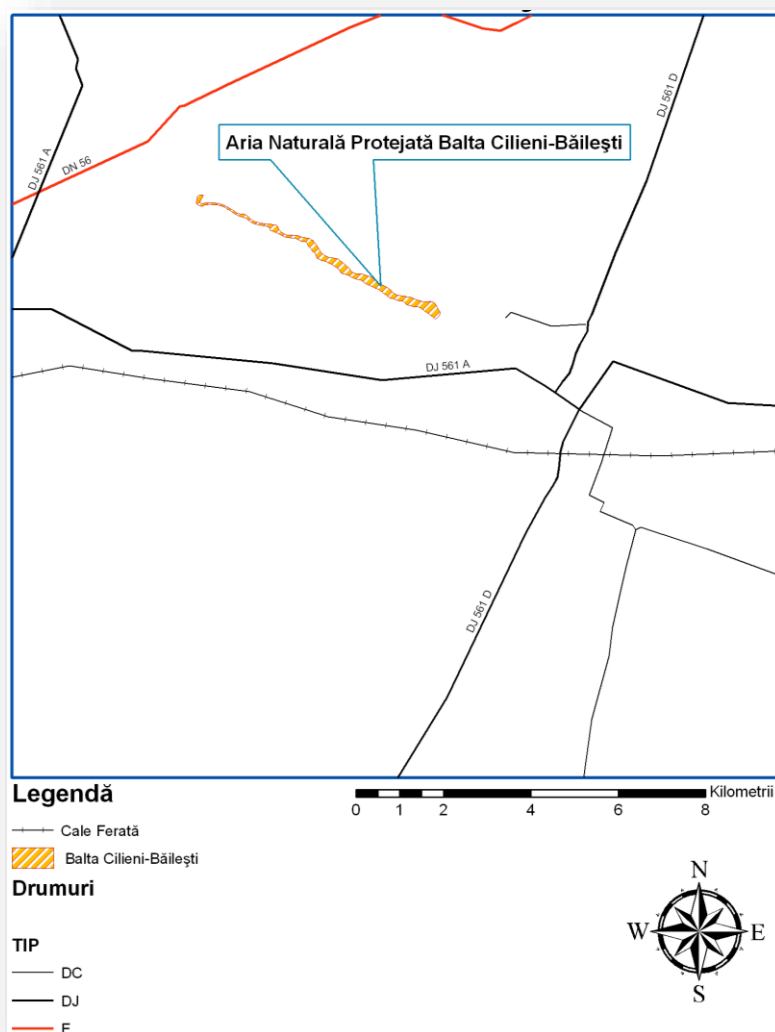 DJ 561 D
Aria Naturală Protejată Balta Cilieni-Băileşti
DJ 561 A
DN 56
DJ 561 A
DJ 561 D
Legendă
Kilometrii
0 1 2 4 6 8
Cale Ferată
Balta Cilieni-Băileşti
Drumuri
N
W E
S
TIP
DC
DJ
E